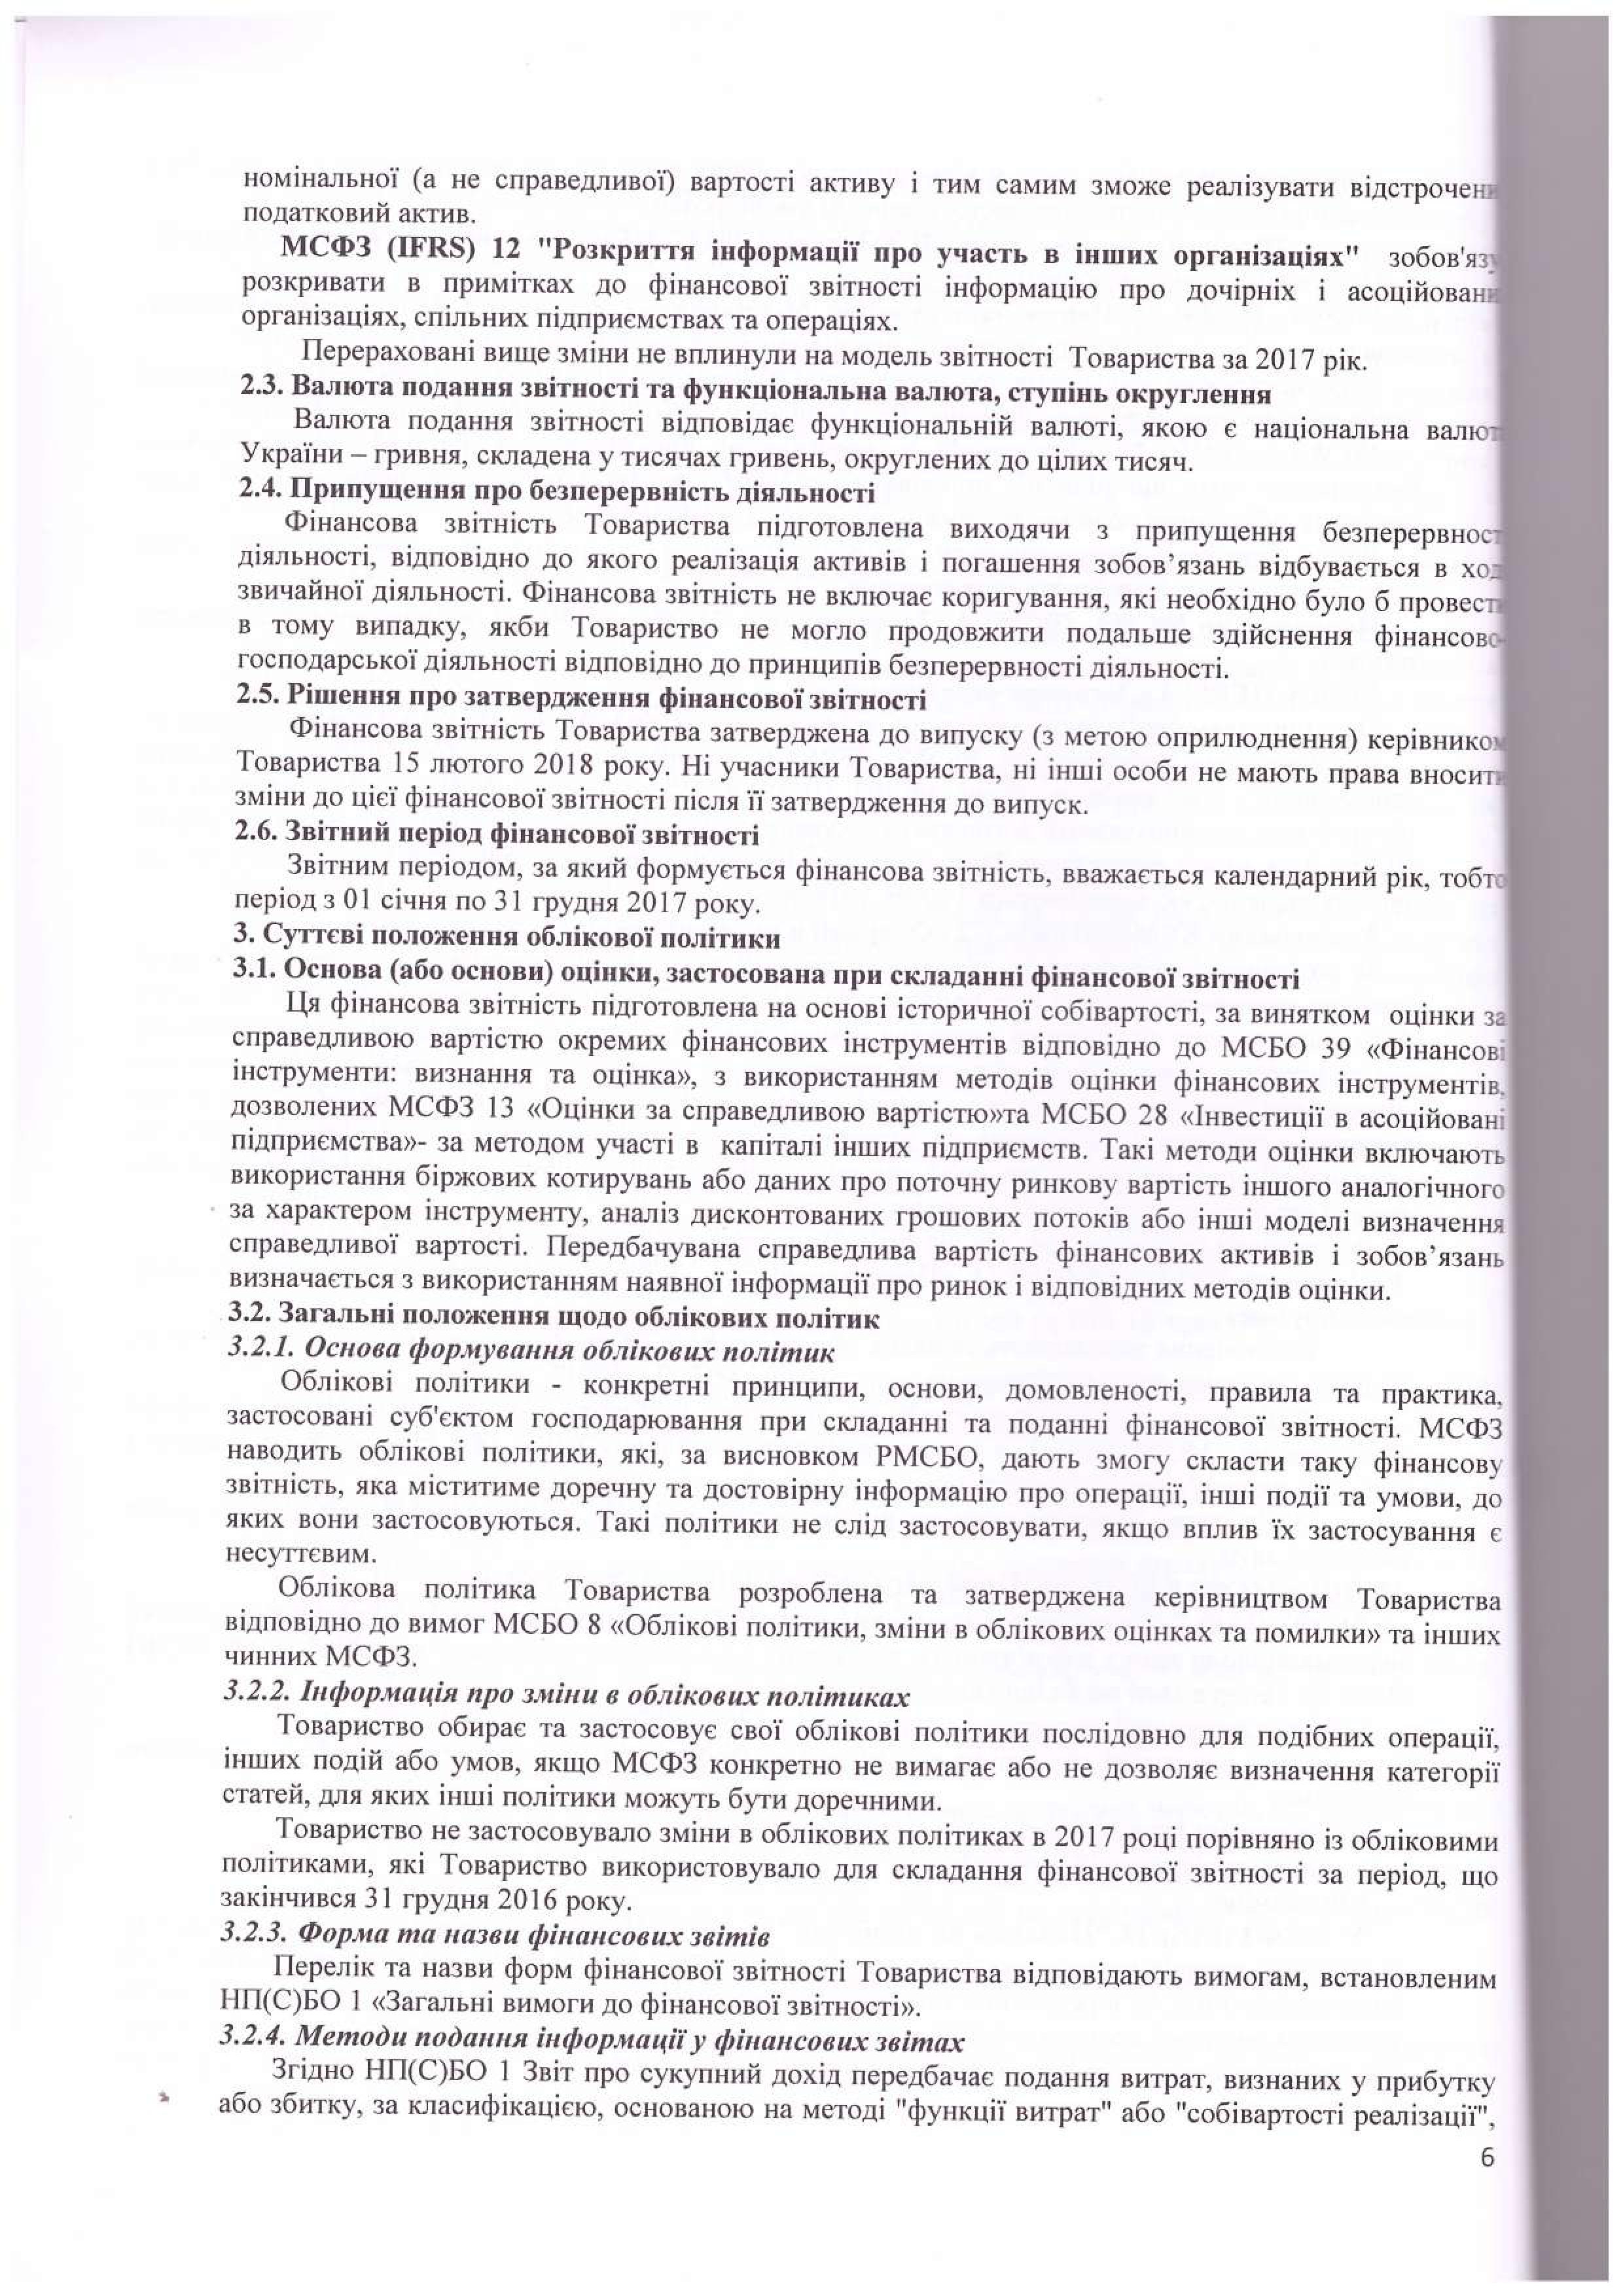 номінальної (а не справедливої) вартості активу і тим самим зможе реалізувати відстрочени
податковий актив.
МСФЗ (IFRS) 12 "Розкриття інформації про участь в інших організаціях" зобов'язу
розкривати в примітках до фінансової звітності інформацію про дочірніх і асоційовани
організаціях, спільних підприємствах та операціях.
Перераховані вище зміни не вплинули на модель звітності Товариства за 2017 рік.
2.3. Валюта подання звітності та функціональна валюта, ступінь округлення
Валюта подання звітності відповідає функціональній валюті, якою є національна валют
України – гривня, складена у тисячах гривень, округлених до цілих тисяч.
2.4. Припущення про безперервність діяльності
Фінансова звітність Товариства підготовлена виходячи з припущення безперервност
діяльності, відповідно до якого реалізація активів і погашення зобов’язань відбувається в ход
звичайної діяльності. Фінансова звітність не включає коригування, які необхідно було б провести
в тому випадку, якби Товариство не могло продовжити подальше здійснення фінансово-
господарської діяльності відповідно до принципів безперервності діяльності.
2.5. Рішення про затвердження фінансової звітності
Фінансова звітність Товариства затверджена до випуску (з метою оприлюднення) керівником
Товариства 15 лютого 2018 року. Ні учасники Товариства, ні інші особи не мають права вносити
зміни до цієї фінансової звітності після її затвердження до випуск.
2.6. Звітний період фінансової звітності
Звітним періодом, за який формується фінансова звітність, вважається календарний рік, тобто
період з 01 січня по 31 грудня 2017 року.
3. Суттєві положення облікової політики
3.1. Основа (або основи) оцінки, застосована при складанні фінансової звітності
Ця фінансова звітність підготовлена на основі історичної собівартості, за винятком оцінки за
справедливою вартістю окремих фінансових інструментів відповідно до МСБО 39 «Фінансові
інструменти: визнання та оцінка», з використанням методів оцінки фінансових інструментів,
дозволених МСФЗ 13 «Оцінки за справедливою вартістю»та МСБО 28 «Інвестиції в асоційовані
підприємства»- за методом участі в капіталі інших підприємств. Такі методи оцінки включають
використання біржових котирувань або даних про поточну ринкову вартість іншого аналогічного
за характером інструменту, аналіз дисконтованих грошових потоків або інші моделі визначення
справедливої вартості. Передбачувана справедлива вартість фінансових активів і зобов’язань
визначається з використанням наявної інформації про ринок і відповідних методів оцінки.
3.2. Загальні положення щодо облікових політик
3.2.1. Основа формування облікових політик
Облікові політики - конкретні принципи, основи, домовленості, правила та практика,
застосовані суб'єктом господарювання при складанні та поданні фінансової звітності. МСФЗ
наводить облікові політики, які, за висновком РМСБО, дають змогу скласти таку фінансову
звітність, яка міститиме доречну та достовірну інформацію про операції, інші події та умови, до
яких вони застосовуються. Такі політики не слід застосовувати, якщо вплив їх застосування є
несуттєвим.
Облікова політика Товариства розроблена та затверджена керівництвом Товариства
відповідно до вимог МСБО 8 «Облікові політики, зміни в облікових оцінках та помилки» та інших
чинних МСФЗ.
3.2.2. Інформація про зміни в облікових політиках
Товариство обирає та застосовує свої облікові політики послідовно для подібних операції,
інших подій або умов, якщо МСФЗ конкретно не вимагає або не дозволяє визначення категорії
статей, для яких інші політики можуть бути доречними.
Товариство не застосовувало зміни в облікових політиках в 2017 році порівняно із обліковими
політиками, які Товариство використовувало для складання фінансової звітності за період, що
закінчився 31 грудня 2016 року.
3.2.3. Форма та назви фінансових звітів
Перелік та назви форм фінансової звітності Товариства відповідають вимогам, встановленим
НП(С)БО 1 «Загальні вимоги до фінансової звітності».
3.2.4. Методи подання інформації у фінансових звітах
Згідно НП(С)БО 1 Звіт про сукупний дохід передбачає подання витрат, визнаних у прибутку
або збитку, за класифікацією, основаною на методі "функції витрат" або "собівартості реалізації",
6